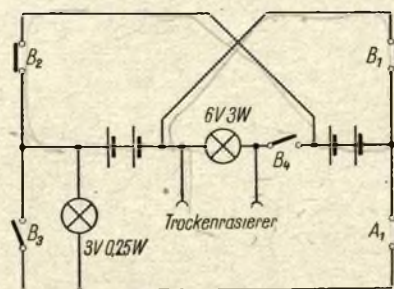 B2
B1
6V 3W
B4
B3
3V 0,25W
Trockenrasierer
A1